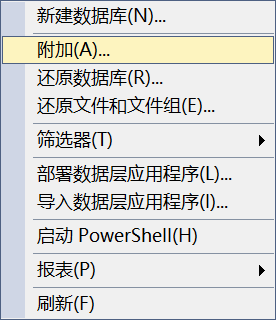 新建数据库(N)...
附加(A)...
还原数据库(R)...
还原文件和文件组(E)...
筛选器(T)
部署数据层应用程序(L)...
导入数据层应用程序(I)...
启动 PowerShell(H)
报表(P)
刷新(F)